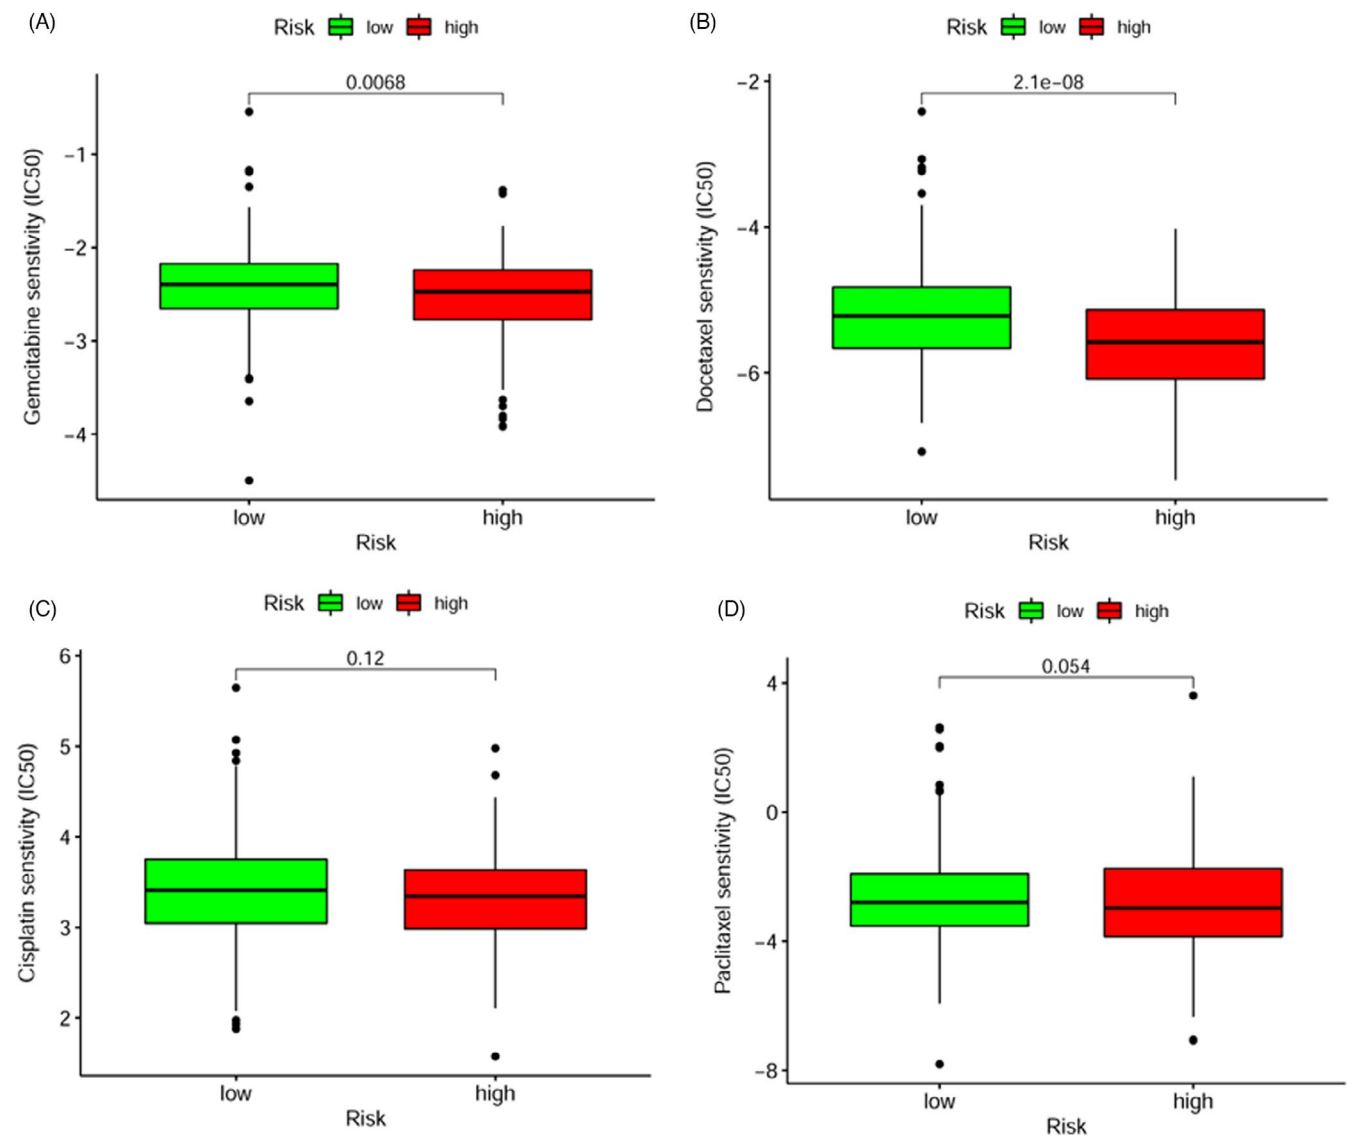 (A)
Risk low high
0.0068
−1
−2
−3
−4
Gemcitabine senstivity (IC50)
low high
Risk
(B)
Risk low high
2.1e−08
−2
−4
−6
Docetaxel senstivity (IC50)
low high
Risk
(C)
Risk low high
0.12
6
5
4
3
2
Cisplatin senstivity (IC50)
low high
Risk
(D)
Risk low high
0.054
4
0
−4
−8
Paclitaxel senstivity (IC50)
low high
Risk